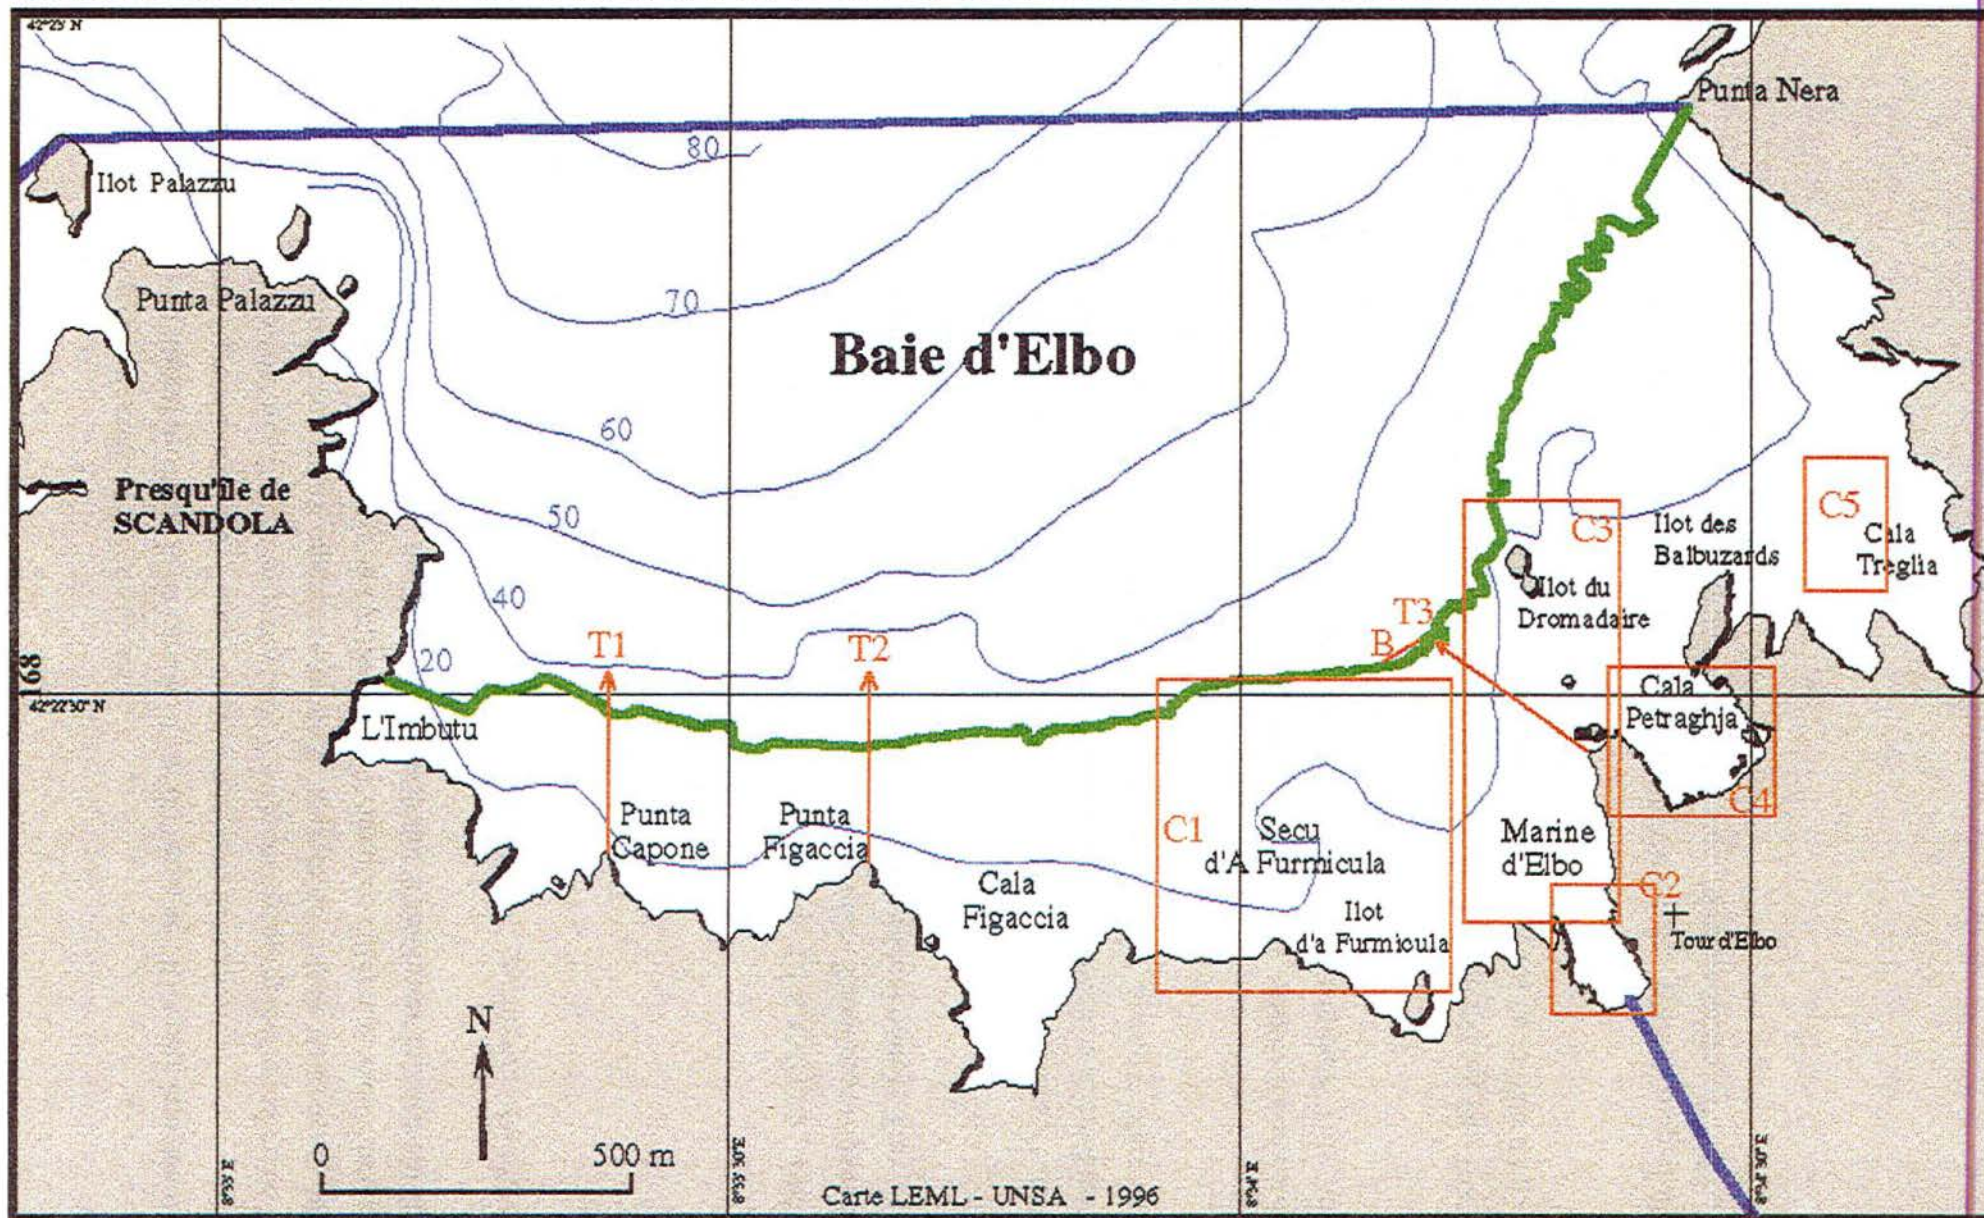 42°25' N
Punta Nera
80
Ilot Palazzu
Punta Palazzu
70
Baie d'Elbo
60
Presqu'île de
SCANDOLA
50
C5
C3
Ilot des
Balbuzards
Cala
Treglia
40
Ilot du
Dromadaire
T3
T1
T2
B
20
168
42°22'30" N
Cala
Petraghja
L'Imbutu
C4
Punta
Capone
Punta
Figaccia
C1
Secu
d'A Furmicula
Marine
d'Elbo
Cala
Figaccia
C2
Ilot
d'a Furmicula
Tour d'Elbo
N
0
500 m
Carte LEML - UNSA - 1996